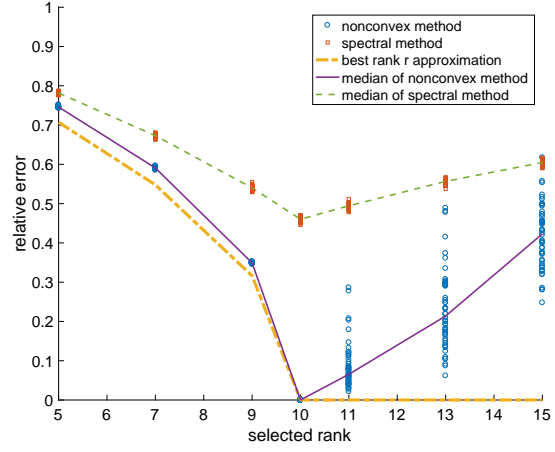 1
0.9
0.8
0.7
0.6
0.5
0.4
0.3
0.2
0.1
0
relative error
5 6 7 8 9 10 11 12 13 14 15
selected rank
nonconvex method
spectral method
best rank r approximation
median of nonconvex method
median of spectral method